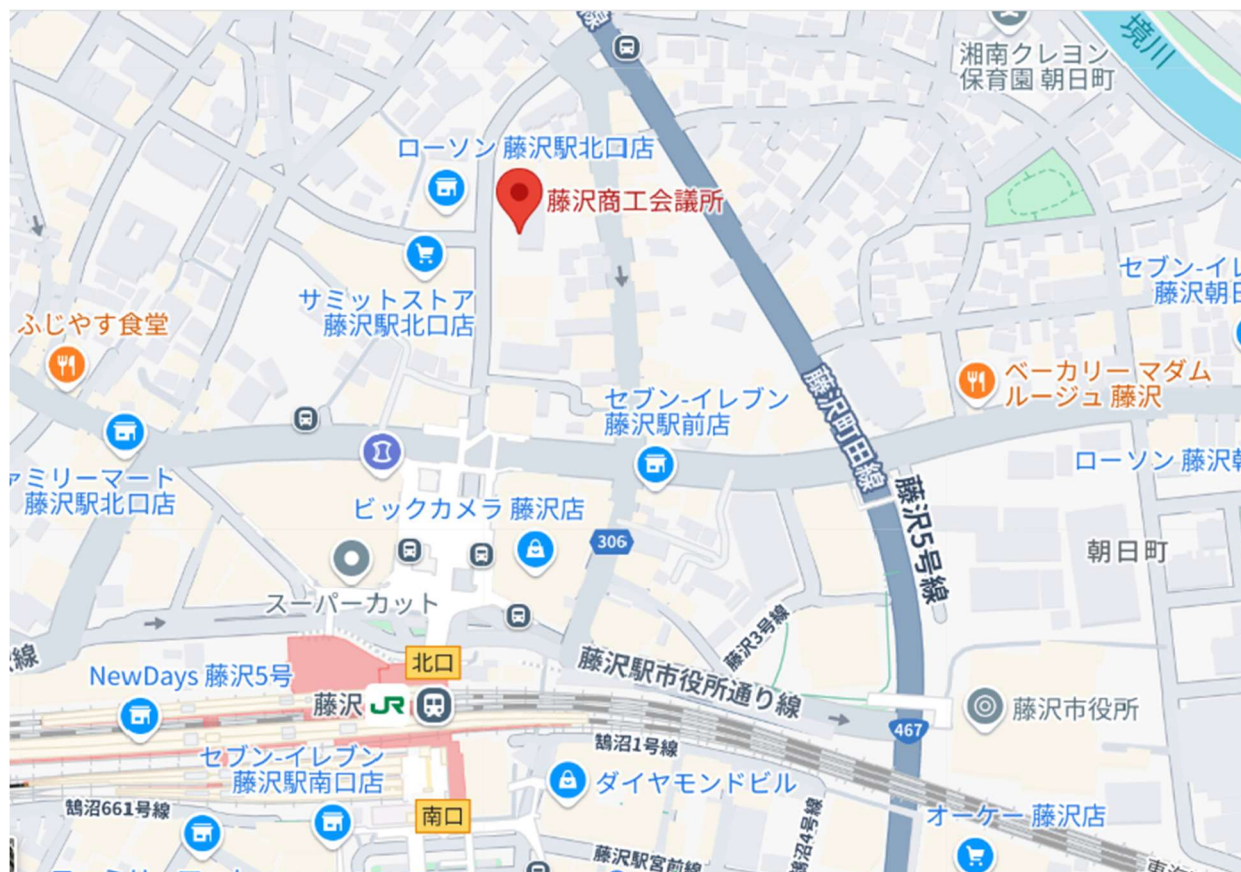 線
境川
湘南クレヨン
保育園 朝日町
ローソン 藤沢駅北口店
藤沢商工会議所
サミットストア
藤沢駅北口店
セブン-イレ
藤沢朝日
ふじやす食堂
ベーカリー マダム
ルージュ 藤沢
セブン-イレブン
藤沢駅前店
藤沢町田線
ァミリーマート
藤沢駅北口店
ローソン 藤沢朝
藤沢5号線
ビックカメラ 藤沢店
306
朝日町
スーパーカット
藤沢3号線
線
北口
藤沢駅市役所通り線
NewDays 藤沢5号
藤沢 JR
藤沢市役所
467
鵠沼1号線
セブン-イレブン
藤沢駅南口店
ダイヤモンドビル
鵠沼661号線
南口
鵠沼4号線
オーケー 藤沢店
藤沢駅宮前線
東海